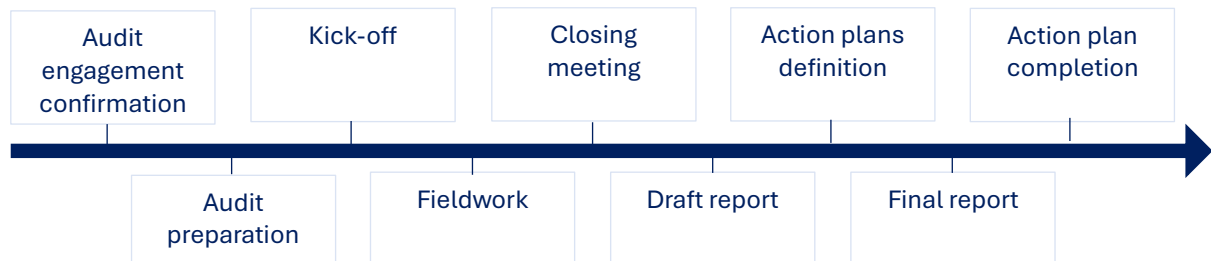 Audit
engagement
confirmation
Kick-off
Closing
meeting
Action plans
definition
Action plan
completion
Audit
preparation
Fieldwork
Draft report
Final report